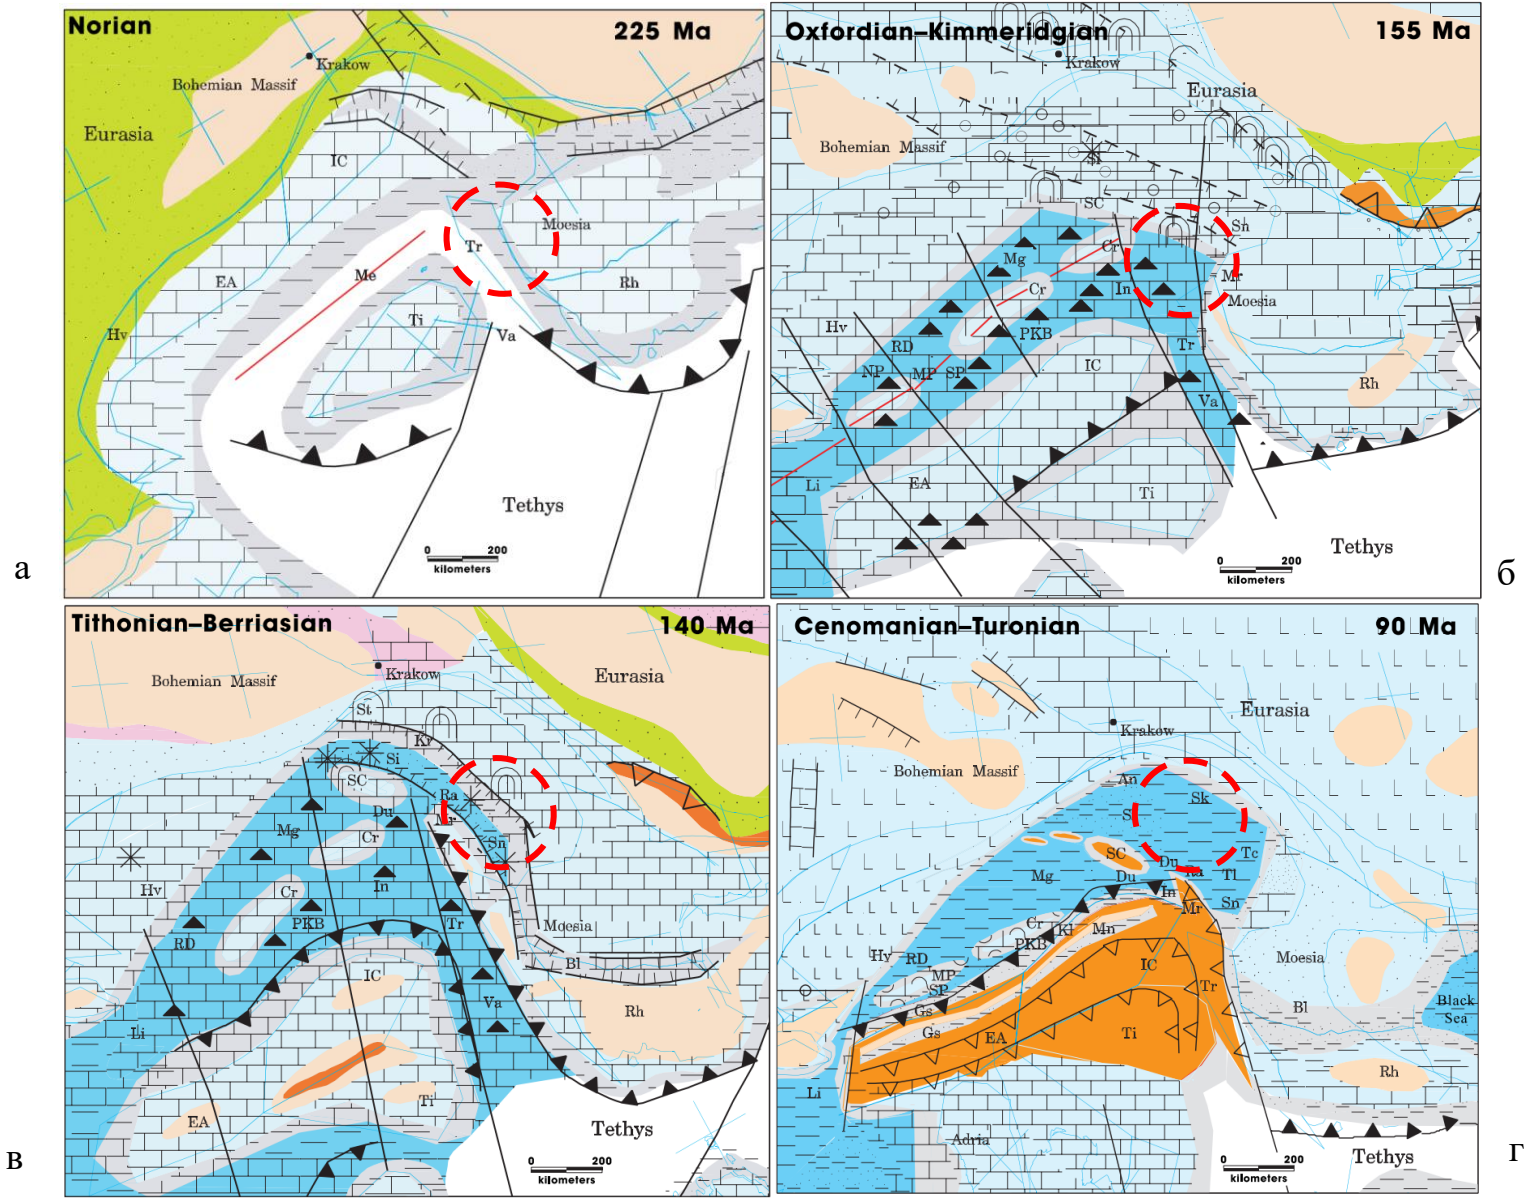 Norian
225 Ma
Krakow
Bohemian Massif
Eurasia
IC
Moesia
Tr
Me
EA
Rh
Ti
Hv
Va
Tethys
0 200
kilometers
а
Oxfordian–Kimmeridgian
155 Ma
Krakow
Eurasia
Bohemian Massif
Si
SC
Sn
Cr
Mg
Mr
Cr
In
Moesia
Hv
PKB
RD
Tr
IC
NP
MP
SP
Rh
Va
Li
EA
Ti
Tethys
0 200
kilometers
б
Tithonian–Berriasian
140 Ma
Krakow
Bohemian Massif
Eurasia
St
Kr
Si
SC
Ra
Du
Mr
Mg
Cr
Sn
Hv
Cr
In
PKB
Tr
Moesia
RD
Bl
IC
Va
Rh
Li
Ti
EA
Tethys
0 200
kilometers
в
Cenomanian–Turonian
90 Ma
Eurasia
Krakow
Bohemian Massif
An
Sk
SC
Du
Tc
Mg
Du
Ra
Tl
In
Sn
Mr
Cr
Kl
Mn
PKB
Hv
RD
IC
Moesia
MP
SP
Tr
Black
Sea
Gs
Bl
Gs
EA
Ti
Rh
Li
Adria
Tethys
0 200
kilometers
г